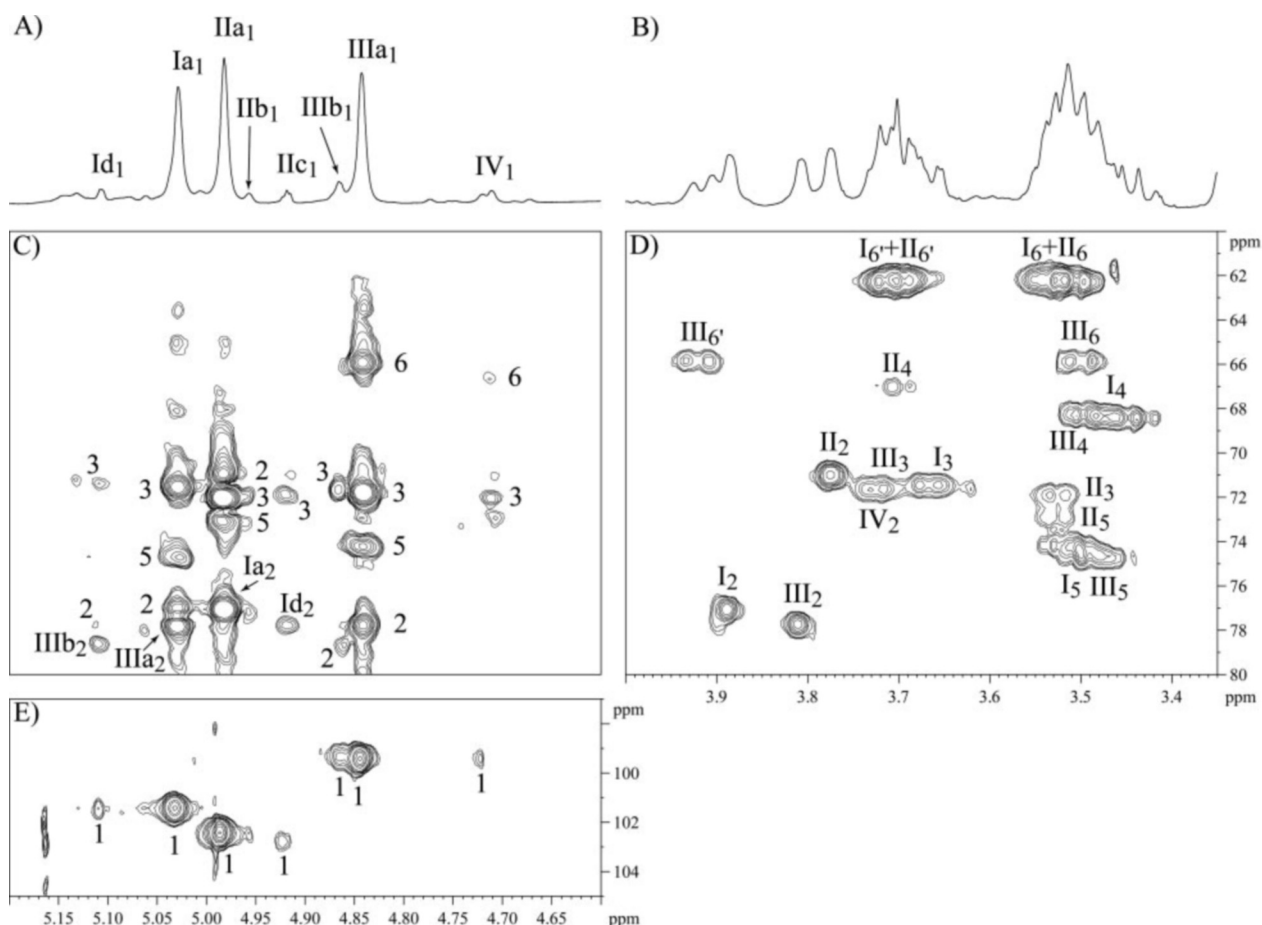 A)
IIa1
Ia1
IIIa1
IIb1
IIIb1
Id1
IIc1
IV1
B)
C)
6
6
3
3
2
3
3
3
3
3
5
5
5
Ia2
2
2
Id2
2
IIIb2
IIIa2
2
D)
ppm
I6'+II6'
I6+II6
62
64
III6'
III6
66
II4
I4
68
III4
70
II2
III3
I3
II3
72
IV2
II5
74
I5
III5
76
I2
III2
78
80
3.9
3.8
3.7
3.6
3.5
3.4
ppm
E)
ppm
100
1
1
1
102
1
1
1
1
104
5.15
5.10
5.05
5.00
4.95
4.90
4.85
4.80
4.75
4.70
4.65
ppm